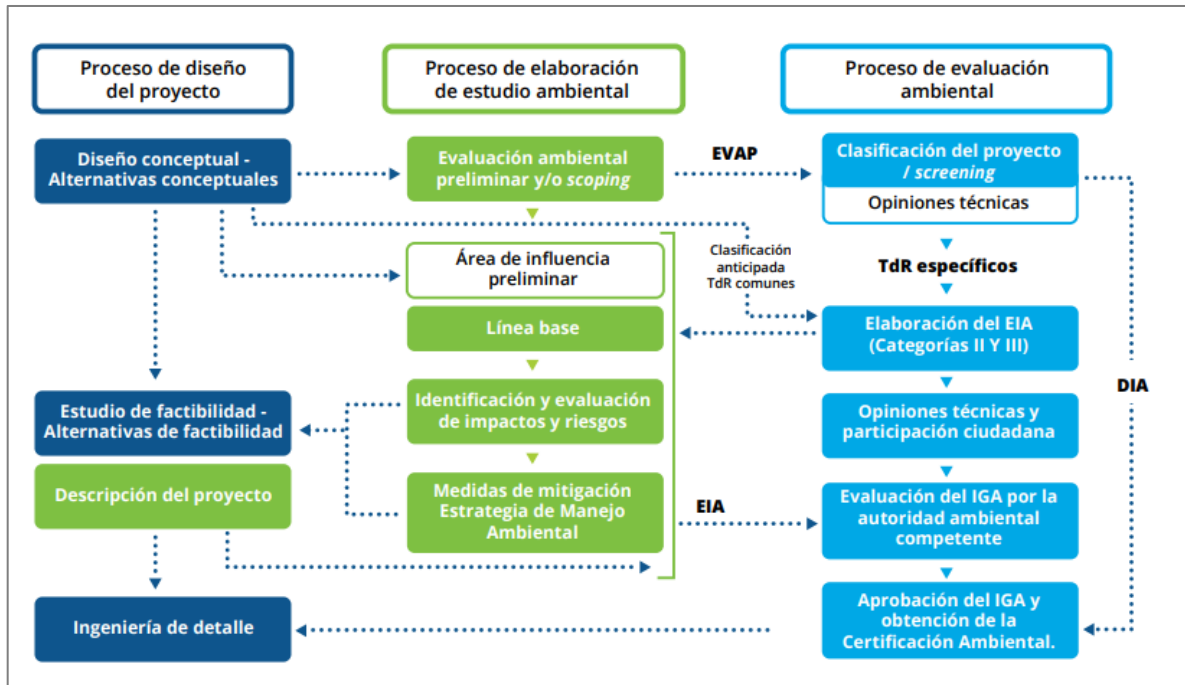 Proceso de diseño
del proyecto
Proceso de elaboración
de estudio ambiental
Proceso de evaluación
ambiental
Diseño conceptual -
Alternativas conceptuales
Evaluación ambiental
preliminar y/o scoping
EVAP
Clasificación del proyecto
/ screening
Opiniones técnicas
Área de influencia
preliminar
Clasificación
anticipada
TdR comunes
TdR específicos
Línea base
Elaboración del EIA
(Categorías II Y III)
DIA
Estudio de factibilidad -
Alternativas de factibilidad
Identificación y evaluación
de impactos y riesgos
Opiniones técnicas y
participación ciudadana
Descripción del proyecto
Medidas de mitigación
Estrategia de Manejo
Ambiental
EIA
Evaluación del IGA por la
autoridad ambiental
competente
Ingeniería de detalle
Aprobación del IGA y
obtención de la
Certificación Ambiental.